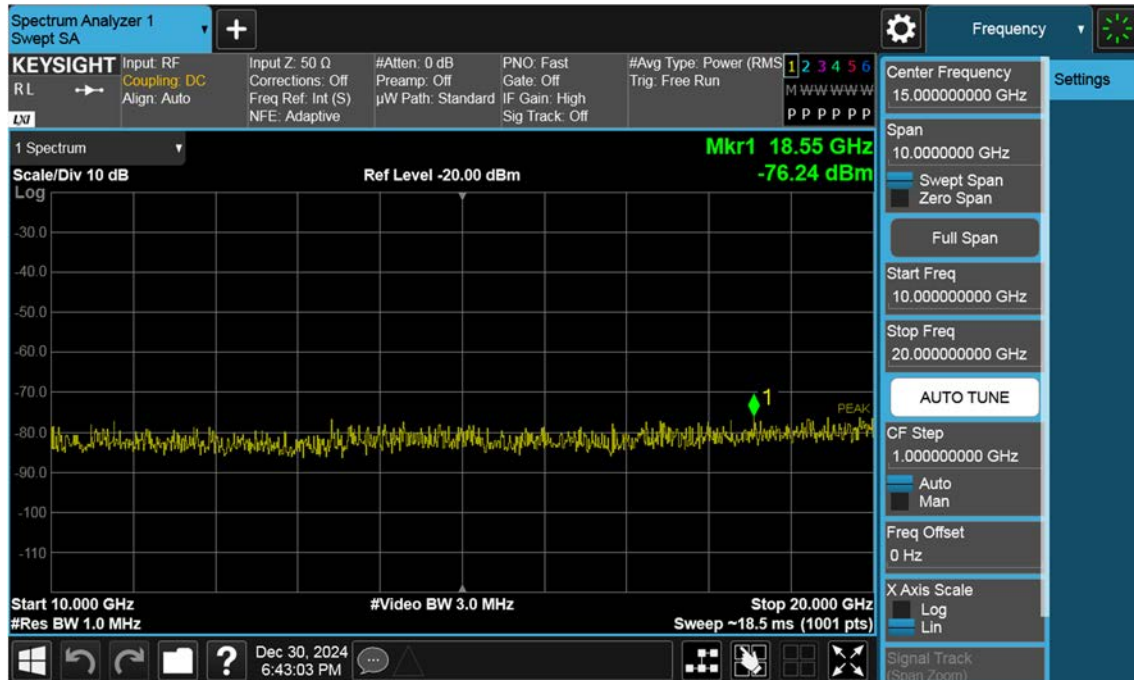 Spectrum Analyzer 1
Swept SA
+
Frequency
KEYSIGHT
RL
LXI
Input: RF
Coupling: DC
Align: Auto
Input Z: 50 Ω
Corrections: Off
Freq Ref: Int (S)
NFE: Adaptive
#Atten: 0 dB
Preamp: Off
µW Path: Standard
PNO: Fast
Gate: Off
IF Gain: High
Sig Track: Off
#Avg Type: Power (RMS
Trig: Free Run
1 2 3 4 5 6
M W W W W W
P P P P P P
1 Spectrum
Mkr1 18.55 GHz
-76.24 dBm
Scale/Div 10 dB
Ref Level -20.00 dBm
Log
-30.0
-40.0
-50.0
-60.0
-70.0
-80.0
-90.0
-100
-110
1
PEAK
Start 10.000 GHz
#Video BW 3.0 MHz
Stop 20.000 GHz
#Res BW 1.0 MHz
Sweep ~18.5 ms (1001 pts)
?
Dec 30, 2024
6:43:03 PM
Center Frequency
15.000000000 GHz
Span
10.0000000 GHz
Swept Span
Zero Span
Full Span
Start Freq
10.000000000 GHz
Stop Freq
20.000000000 GHz
AUTO TUNE
CF Step
1.000000000 GHz
Auto
Man
Freq Offset
0 Hz
X Axis Scale
Log
Lin
Signal Track
(Span Zoom)
Settings